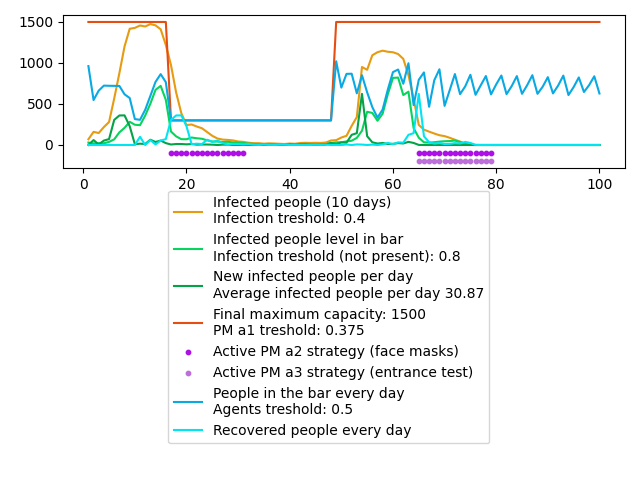 1500
1000
500
0
0
20
40
60
80
100
Infected people (10 days)
Infection treshold: 0.4
Infected people level in bar
Infection treshold (not present): 0.8
New infected people per day
Average infected people per day 30.87
Final maximum capacity: 1500
PM a1 treshold: 0.375
Active PM a2 strategy (face masks)
Active PM a3 strategy (entrance test)
People in the bar every day
Agents treshold: 0.5
Recovered people every day